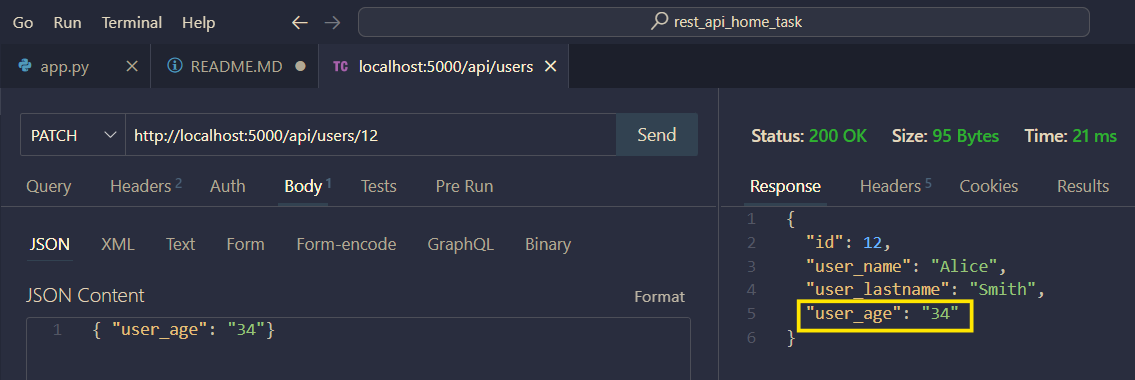 Go Run Terminal Help rest_api_home_task
app.py README.MD TC localhost:5000/api/users
PATCH http://localhost:5000/api/users/12 Send
Query Headers 2 Auth Body 1 Tests Pre Run
JSON XML Text Form Form-encode GraphQL Binary
JSON Content Format
1 { "user_age": "34"}
Status: 200 OK Size: 95 Bytes Time: 21 ms
Response Headers 5 Cookies Results
1 {
2 "id": 12,
3 "user_name": "Alice",
4 "user_lastname": "Smith",
5 "user_age": "34"
6 }